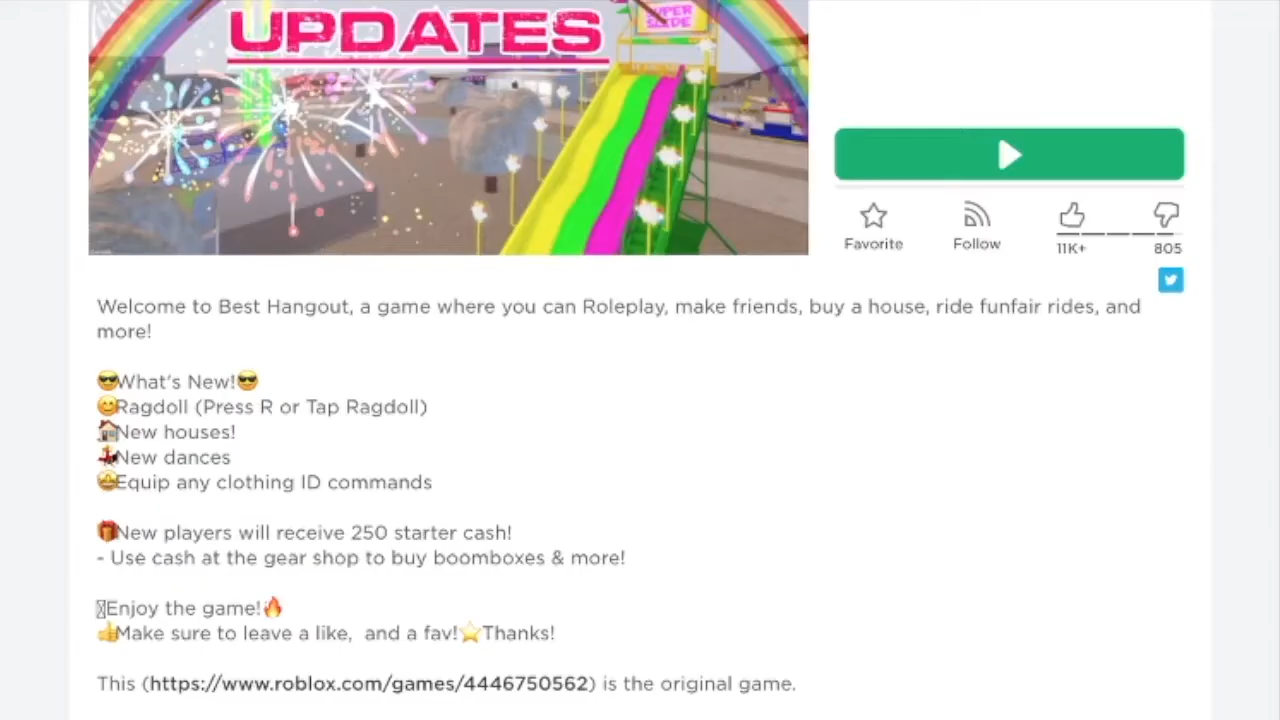 UPDATES
SUPER
SLIDE
Favorite
Follow
11K+
805
Welcome to Best Hangout, a game where you can Roleplay, make friends, buy a house, ride funfair rides, and
more!
😎What's New!😎
😊Ragdoll (Press R or Tap Ragdoll)
🏠New houses!
💃New dances
🤩Equip any clothing ID commands
🎁New players will receive 250 starter cash!
- Use cash at the gear shop to buy boomboxes & more!
Enjoy the game!🔥
👍Make sure to leave a like,  and a fav!⭐Thanks!
This (https://www.roblox.com/games/4446750562) is the original game.